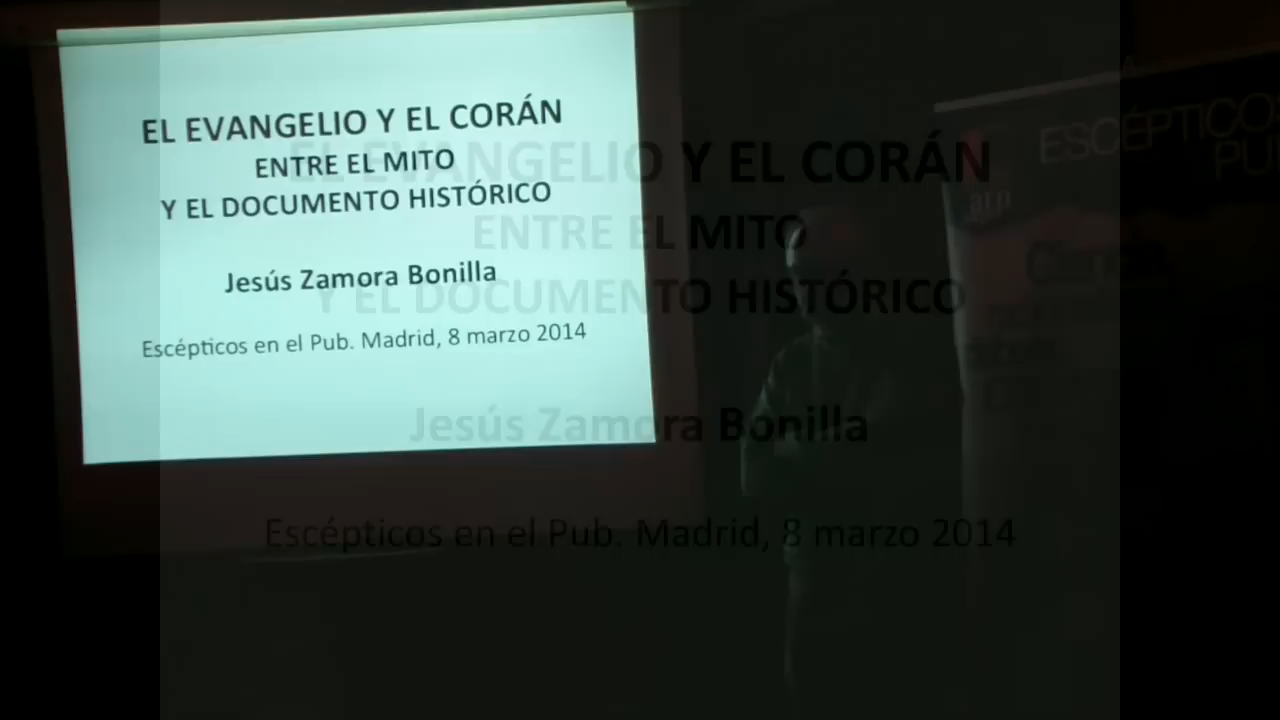 EL EVANGELIO Y EL CORÁN
ENTRE EL MITO
Y EL DOCUMENTO HISTÓRICO
Jesús Zamora Bonilla
Escépticos en el Pub. Madrid, 8 marzo 2014
EL EVANGELIO Y EL CORÁN
ENTRE EL MITO
Y EL DOCUMENTO HISTÓRICO
Jesús Zamora Bonilla
Escépticos en el Pub. Madrid, 8 marzo 2014
ESCÉPTICOS
PUB
arp